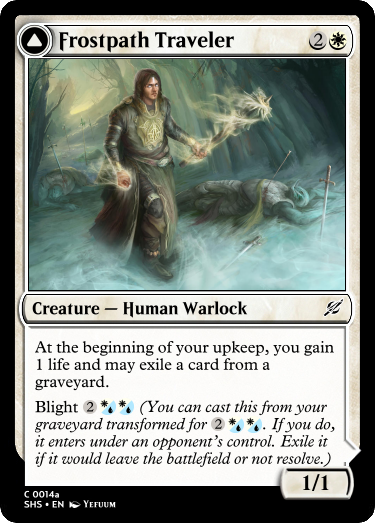 Frostpath Traveler 2
Creature — Human Warlock
At the beginning of your upkeep, you gain
1 life and may exile a card from a
graveyard.
Blight 2 (You can cast this from your
graveyard transformed for 2 . If you do,
it enters under an opponent's control. Exile it
if it would leave the battlefield or not resolve.)
1/1
C 0014a
SHS • EN Yefuum